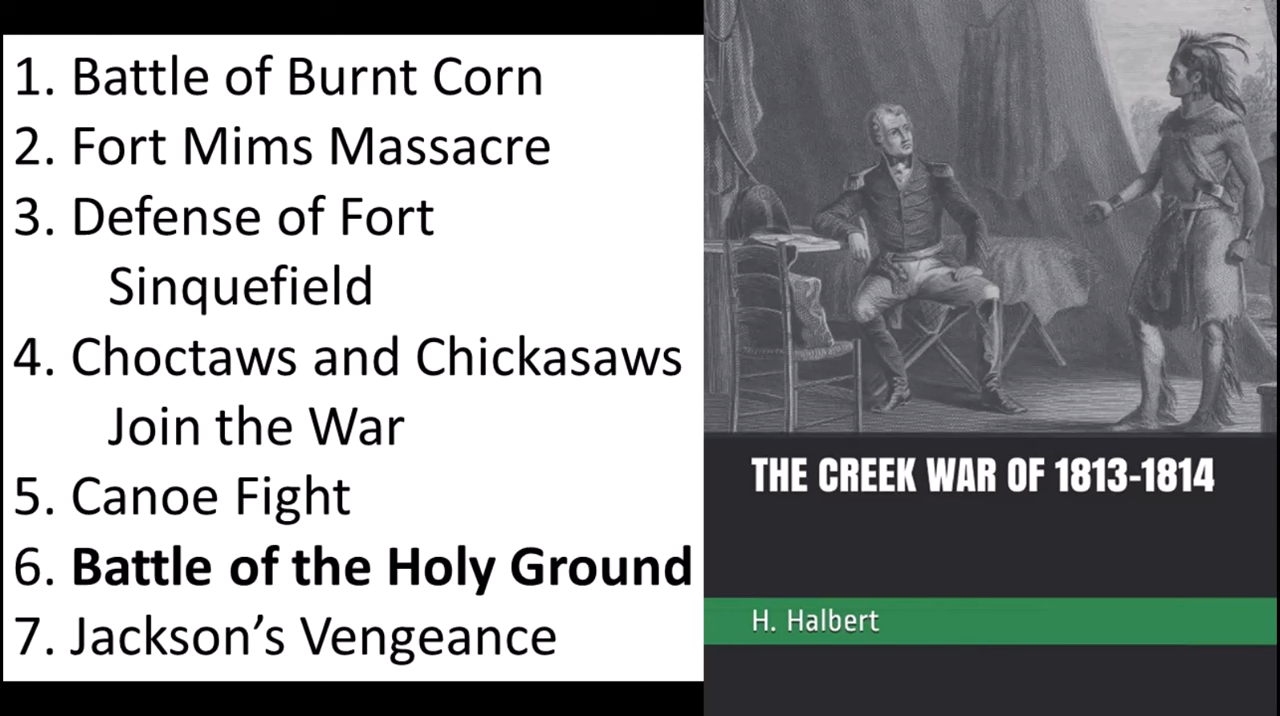 1. Battle of Burnt Corn
2. Fort Mims Massacre
3. Defense of Fort
Sinquefield
4. Choctaws and Chickasaws
Join the War
5. Canoe Fight
6. Battle of the Holy Ground
7. Jackson’s Vengeance
THE CREEK WAR OF 1813-1814
H. Halbert